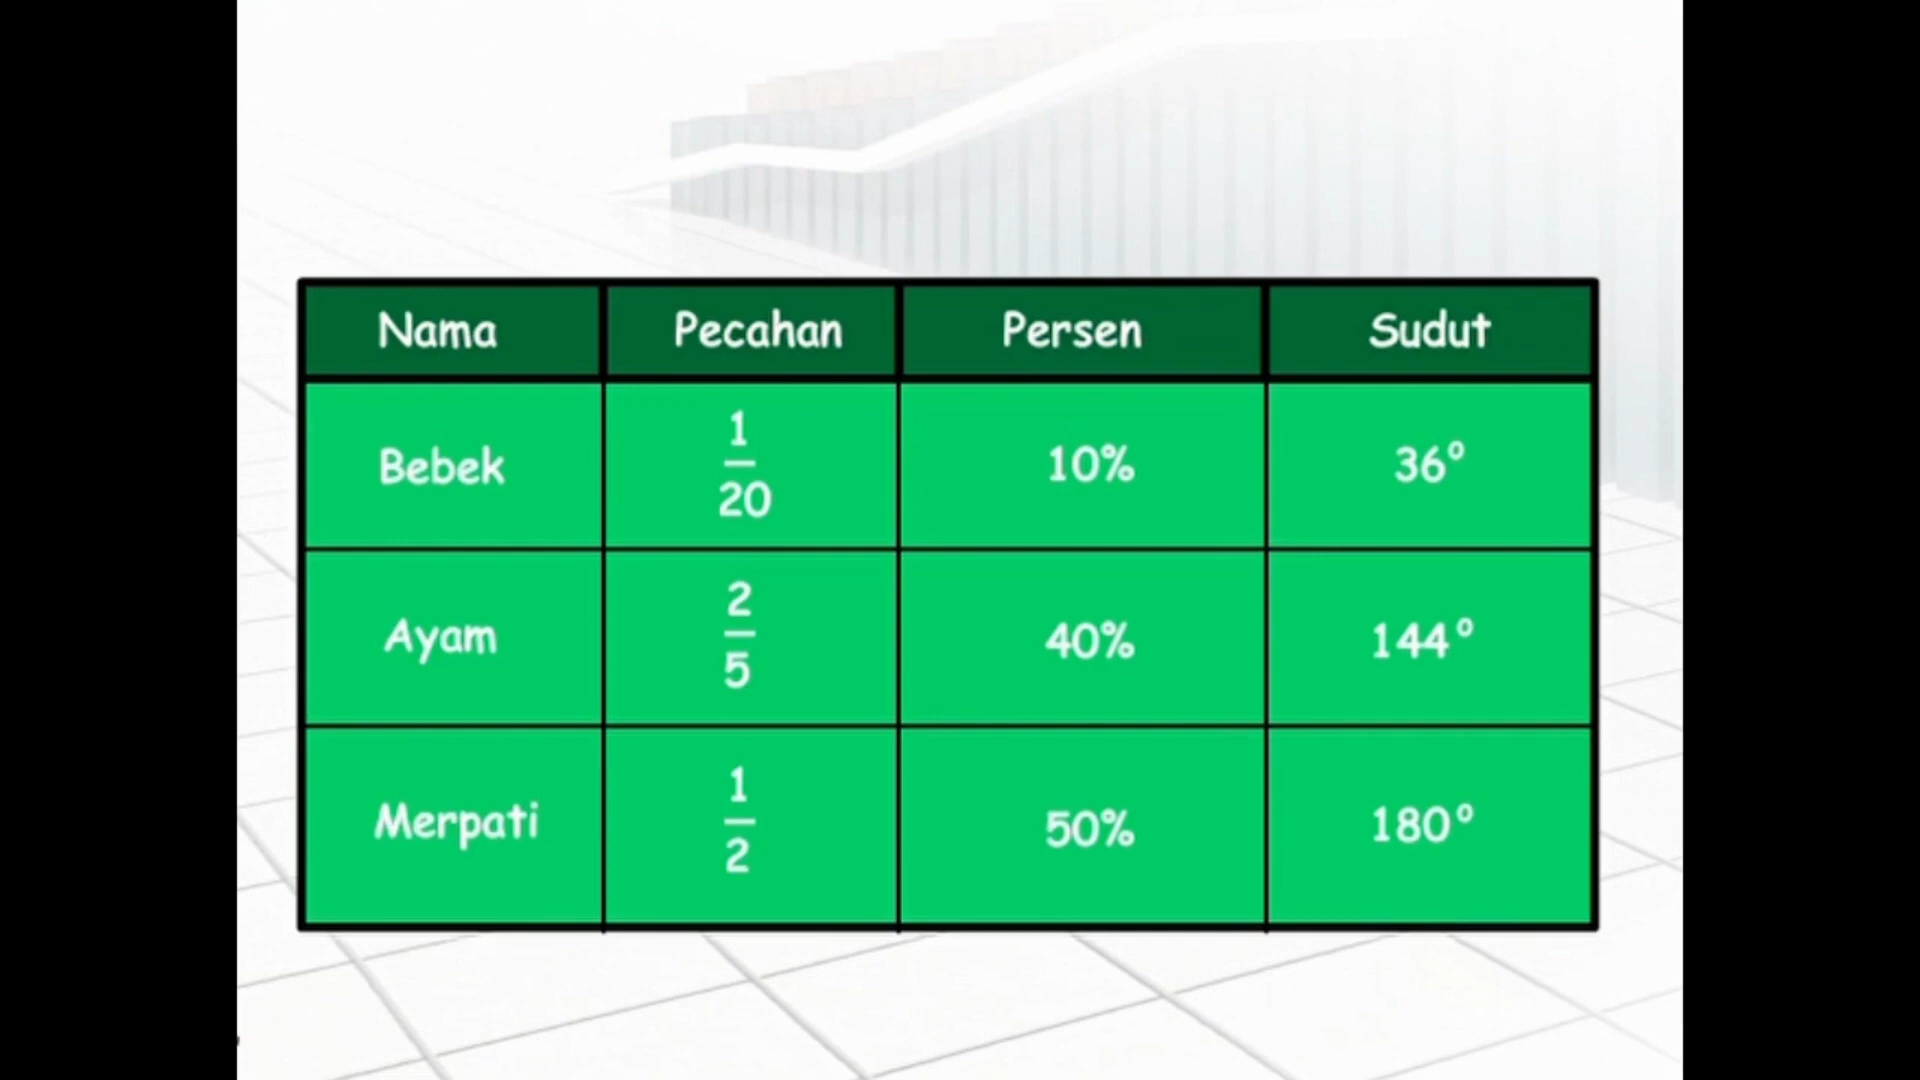 Nama Pecahan Persen Sudut
Bebek 1/20 10% 36°
Ayam 2/5 40% 144°
Merpati 1/2 50% 180°